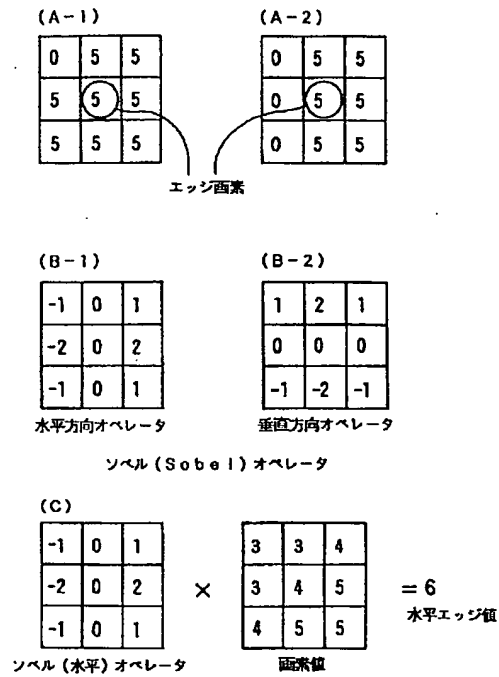 (A-1) (A-2)
0 5 5 0 5 5
5 5 5 0 5 5
5 5 5 0 5 5
エッジ画素
(B-1) (B-2)
-1 0 1 1 2 1
-2 0 2 0 0 0
-1 0 1 -1 -2 -1
水平方向オペレータ 垂直方向オペレータ
ソベル(Sobel)オペレータ
(C)
-1 0 1 3 3 4
-2 0 2 × 3 4 5 = 6
-1 0 1 4 5 5 水平エッジ値
ソベル(水平)オペレータ 画素値